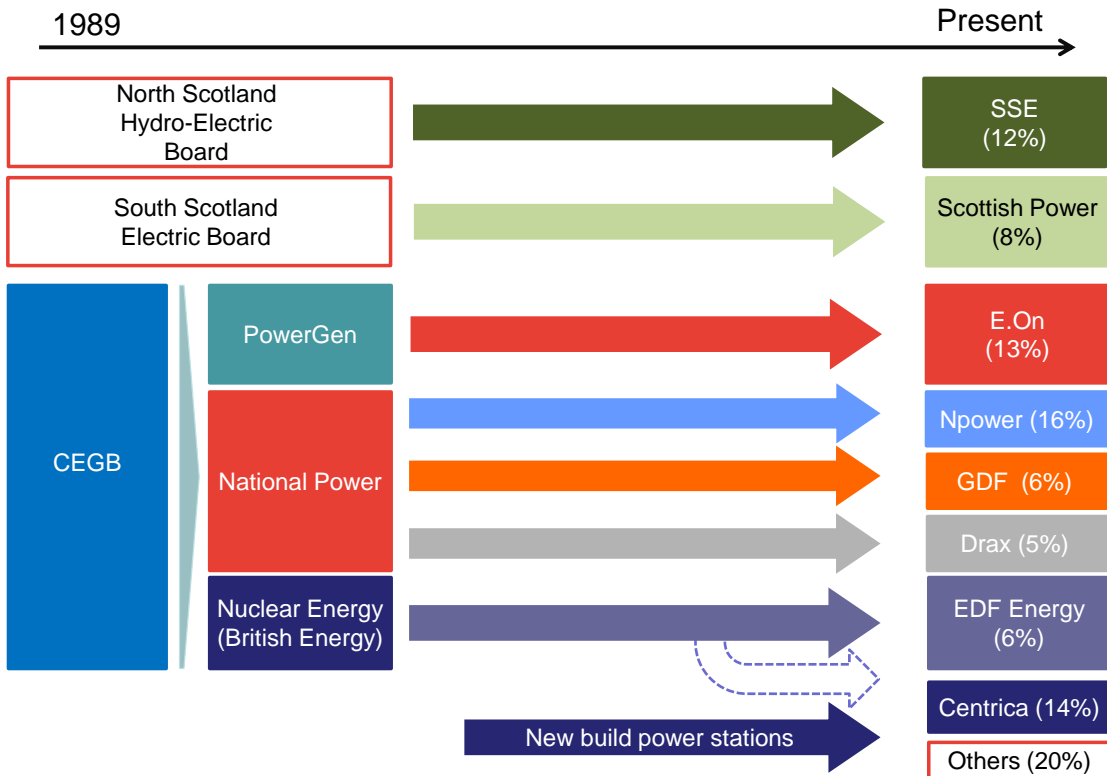 1989
Present
North Scotland
Hydro-Electric
Board
SSE
(12%)
South Scotland
Electric Board
Scottish Power
(8%)
CEGB
PowerGen
E.On
(13%)
National Power
Npower (16%)
GDF (6%)
Drax (5%)
Nuclear Energy
(British Energy)
EDF Energy
(6%)
New build power stations
Centrica (14%)
Others (20%)